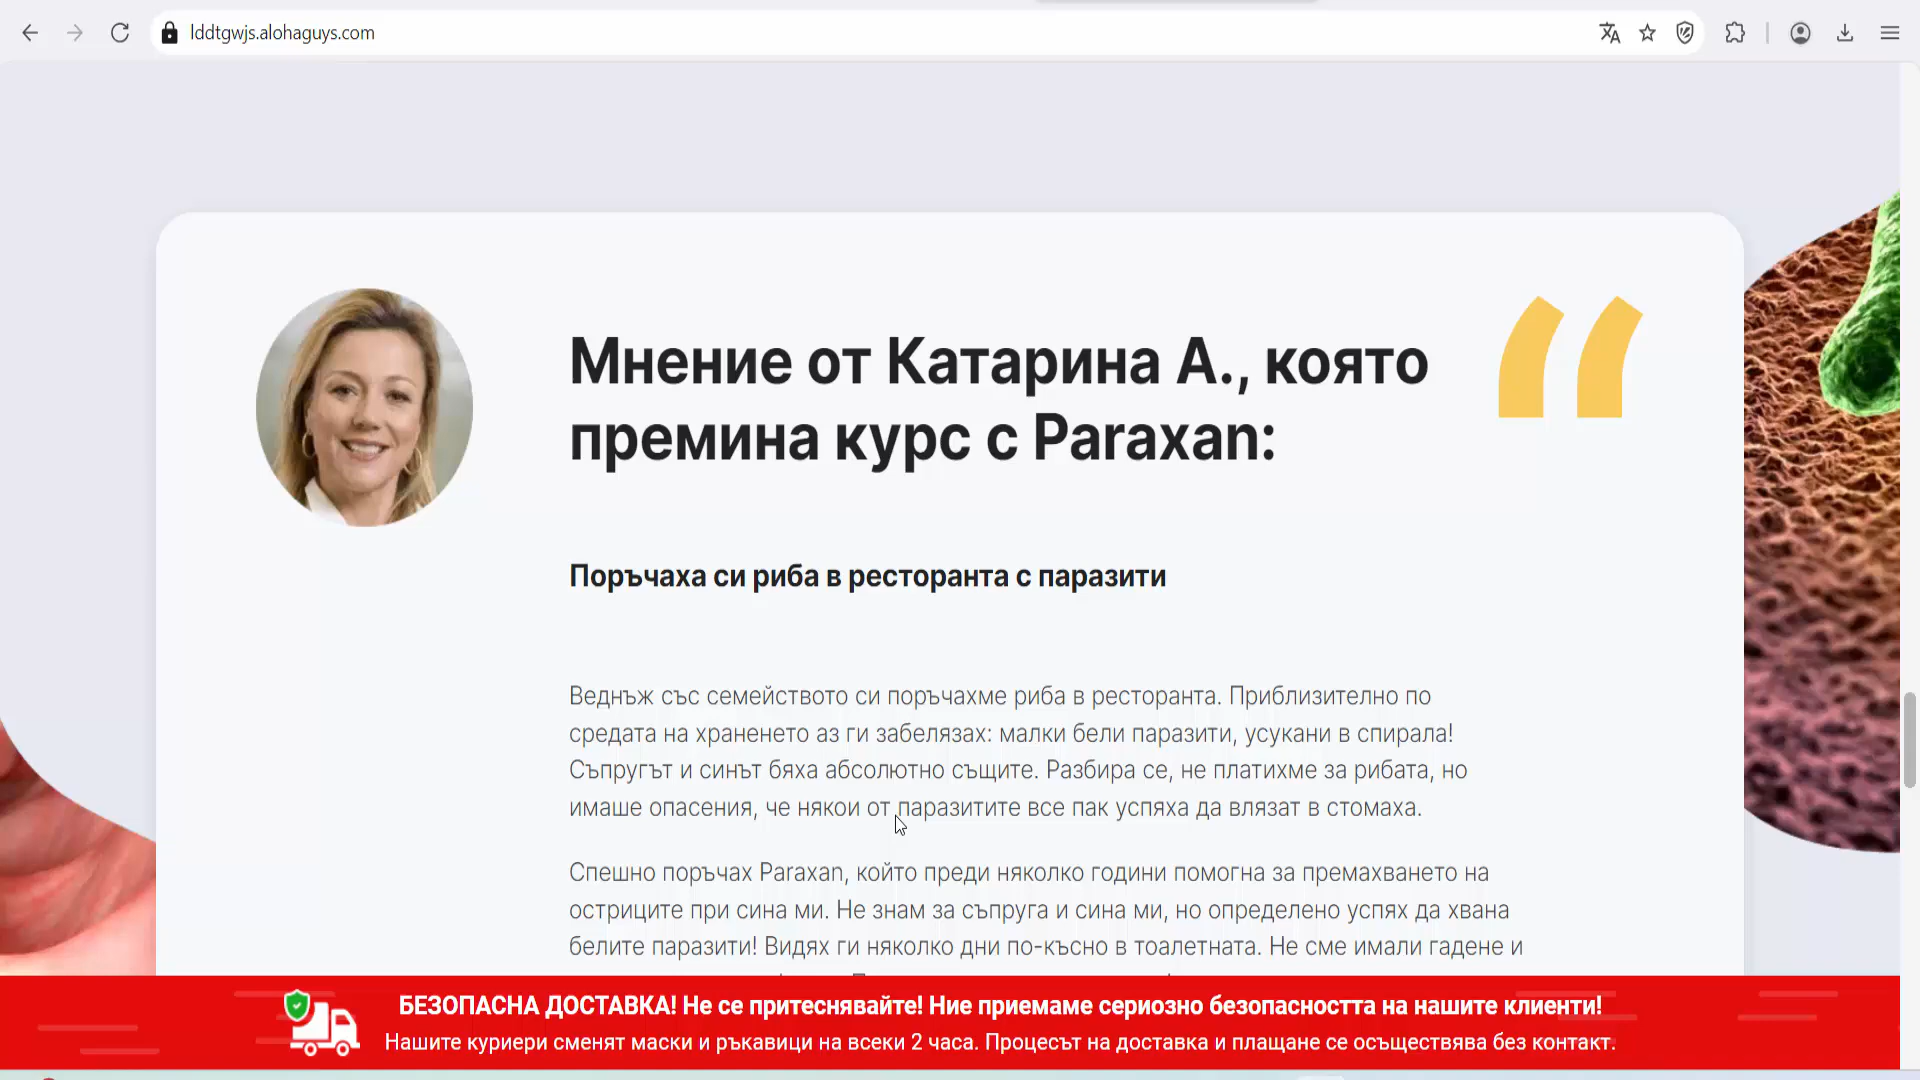 lddtgwjs.alohaguys.com
Мнение от Катарина А., която
премина курс с Paraxan:
Поръчаха си риба в ресторанта с паразити
Веднъж със семейството си поръчахме риба в ресторанта. Приблизително по
средата на храненето аз ги забелязах: малки бели паразити, усукани в спирала!
Съпругът и синът бяха абсолютно същите. Разбира се, не платихме за рибата, но
имаше опасения, че някои от паразитите все пак успяха да влязат в стомаха.
Спешно поръчах Paraxan, който преди няколко години помогна за премахването на
остриците при сина ми. Не знам за съпруга и сина ми, но определено успях да хвана
белите паразити! Видях ги няколко дни по-късно в тоалетната. Не сме имали гадене и
БЕЗОПАСНА ДОСТАВКА! Не се притеснявайте! Ние приемаме сериозно безопасността на нашите клиенти!
Нашите куриери сменят маски и ръкавици на всеки 2 часа. Процесът на доставка и плащане се осъществява без контакт.